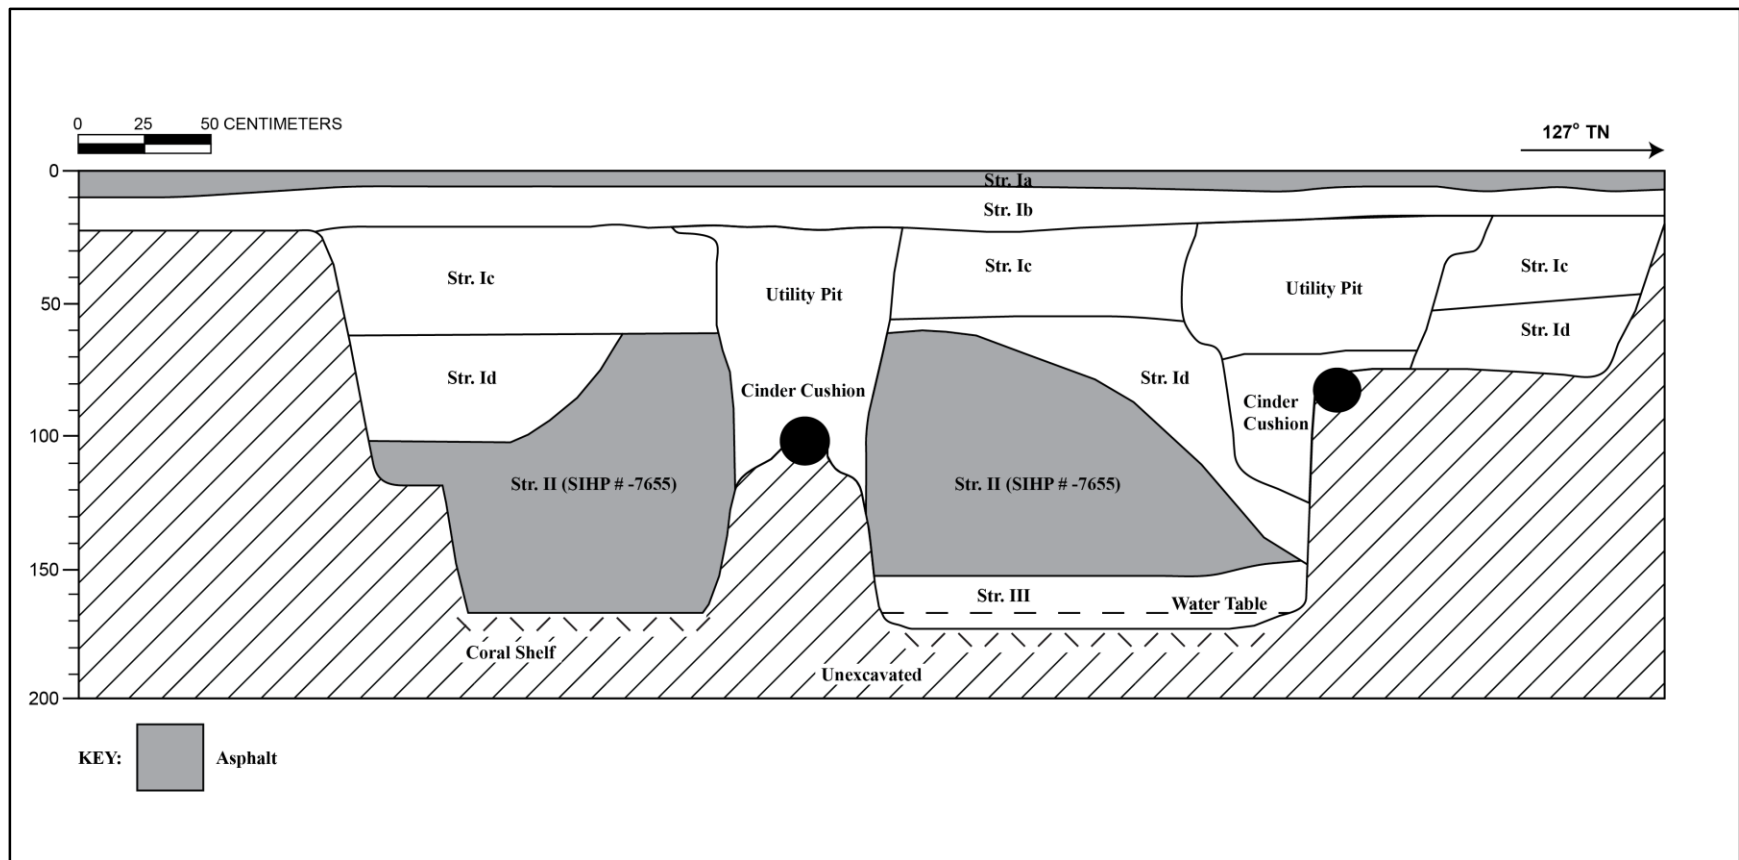 0 25 50 CENTIMETERS
127° TN
0
Str. Ia
Str. Ib
Str. Ic
Utility Pit
Str. Ic
Utility Pit
Str. Ic
50
Str. Id
Str. Id
Cinder Cushion
Str. Id
Cinder
Cushion
100
Str. II (SIHP # -7655)
Str. II (SIHP # -7655)
150
Str. III
Water Table
Coral Shelf
Unexcavated
200
KEY:
Asphalt